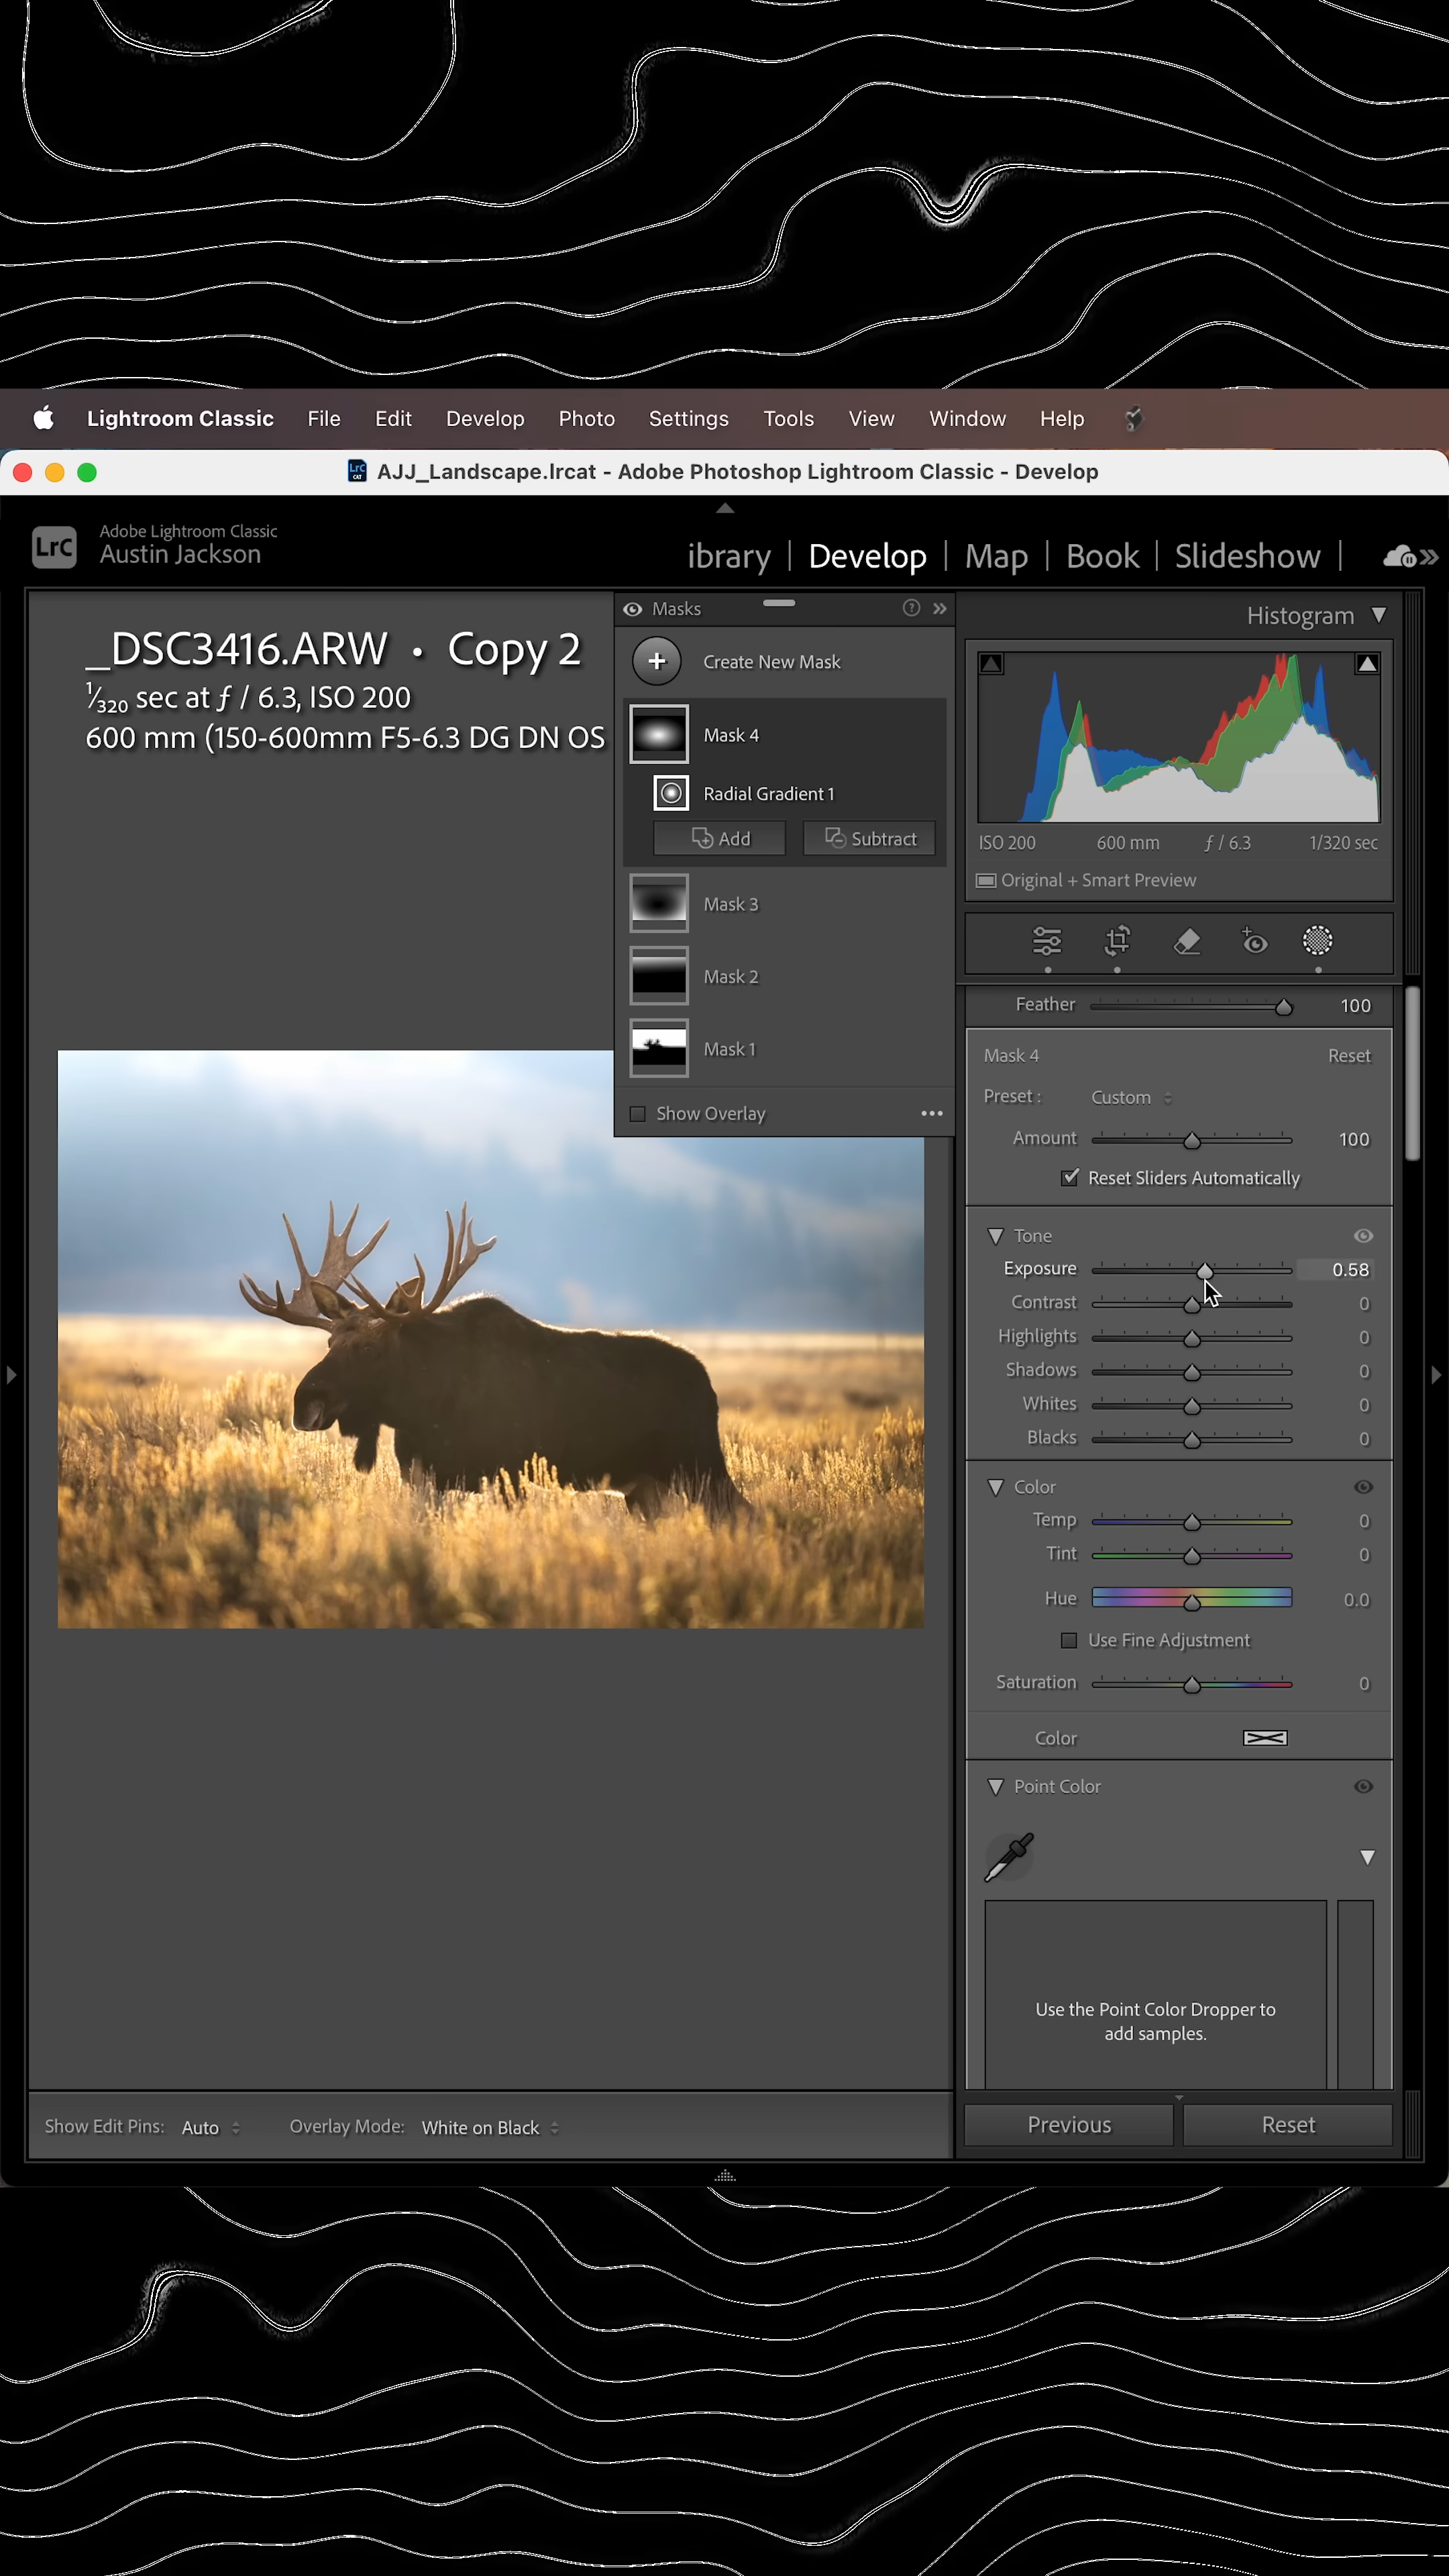 Lightroom Classic File Edit Develop Photo Settings Tools View Window Help
LrC CAT AJJ_Landscape.lrcat - Adobe Photoshop Lightroom Classic - Develop
LrC
Adobe Lightroom Classic
Austin Jackson
ibrary | Develop | Map | Book | Slideshow |
_DSC3416.ARW • Copy 2
1/320 sec at ƒ / 6.3, ISO 200
600 mm (150-600mm F5-6.3 DG DN OS
Masks
Create New Mask
Mask 4
Radial Gradient 1
Add Subtract
Mask 3
Mask 2
Mask 1
Show Overlay
Histogram
ISO 200 600 mm ƒ / 6.3 1/320 sec
Original + Smart Preview
Feather 100
Mask 4 Reset
Preset : Custom
Amount 100
Reset Sliders Automatically
Tone
Exposure 0.58
Contrast 0
Highlights 0
Shadows 0
Whites 0
Blacks 0
Color
Temp 0
Tint 0
Hue 0.0
Use Fine Adjustment
Saturation 0
Color
Point Color
Use the Point Color Dropper to
add samples.
Show Edit Pins: Auto Overlay Mode: White on Black
Previous Reset